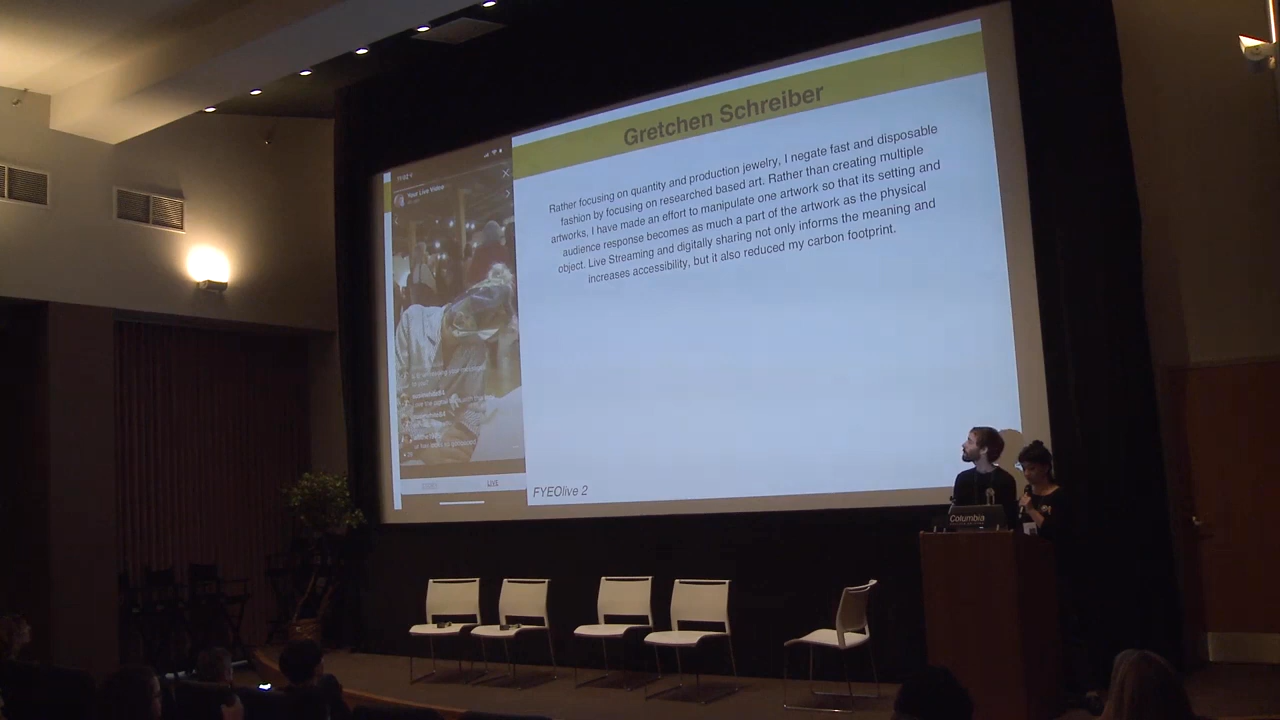 Gretchen Schreiber
Rather focusing on quantity and production jewelry, I negate fast and disposable
fashion by focusing on researched based art. Rather than creating multiple
artworks, I have made an effort to manipulate one artwork so that its setting and
audience response becomes as much a part of the artwork as the physical
object. Live Streaming and digitally sharing not only informs the meaning and
increases accessibility, but it also reduced my carbon footprint.
Your Live Video
LIVE
FYEOlive 2
Columbia